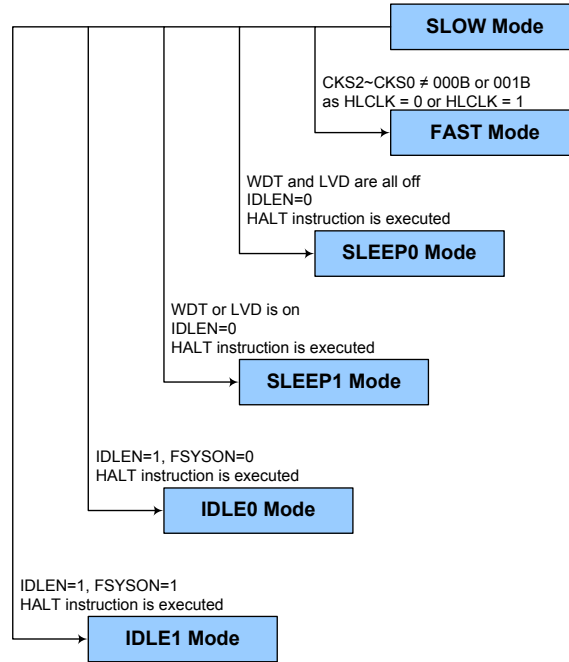 SLOW Mode
CKS2~CKS0 ≠ 000B or 001B
as HLCLK = 0 or HLCLK = 1
FAST Mode
WDT and LVD are all off
IDLEN=0
HALT instruction is executed
SLEEP0 Mode
WDT or LVD is on
IDLEN=0
HALT instruction is executed
SLEEP1 Mode
IDLEN=1, FSYSON=0
HALT instruction is executed
IDLE0 Mode
IDLEN=1, FSYSON=1
HALT instruction is executed
IDLE1 Mode